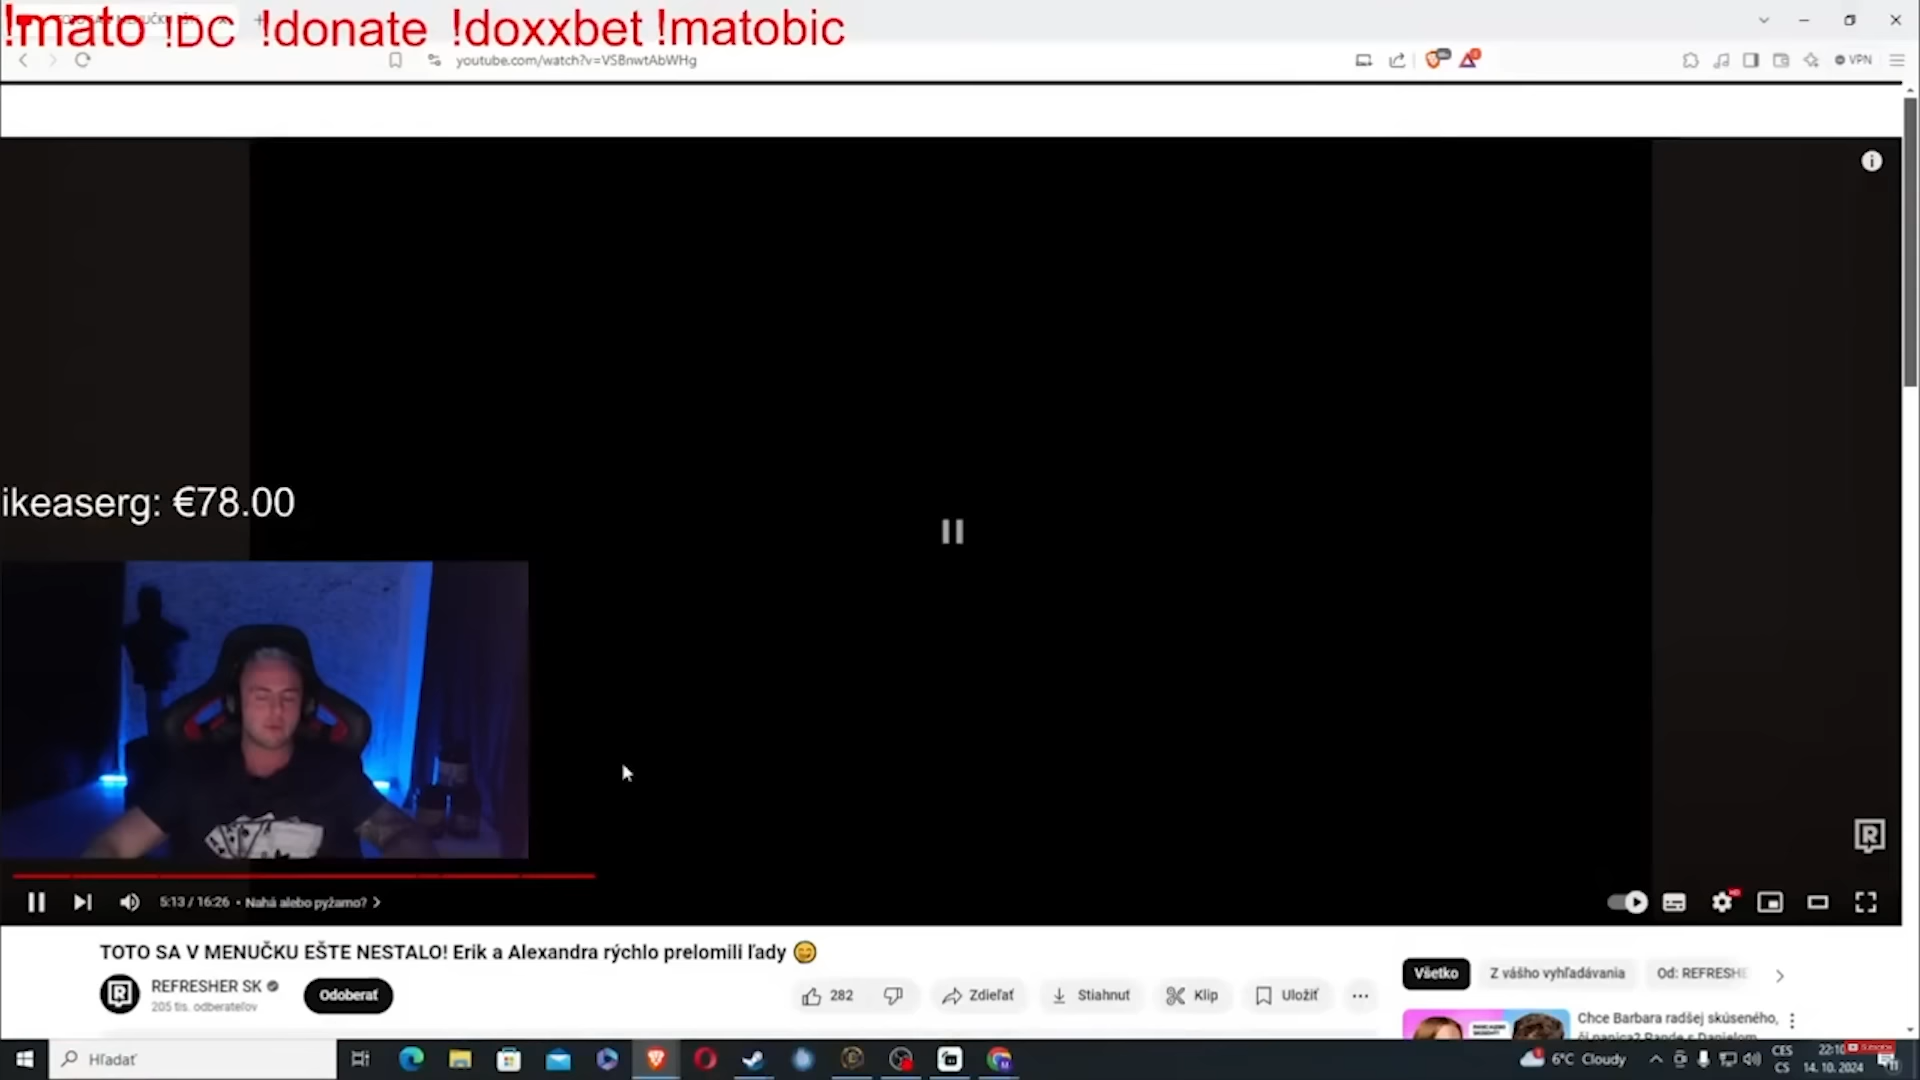 !mato !DC !donate !doxxbet !matobic
youtube.com/watch?v=VSBnwtAbWHg
VPN
ikeaserg: €78.00
5:13 / 16:26 • Nahá alebo pyžamo?
TOTO SA V MENUČKU EŠTE NESTALO! Erik a Alexandra rýchlo prelomili ľady
REFRESHER SK
205 tis. odberateľov
Odoberať
282
Zdieľať
Stiahnuť
Klip
Uložiť
Všetko
Z vášho vyhľadávania
Od: REFRESHE
Chce Barbara radšej skúseného,
Hľadať
6°C Cloudy
CES
CS
22:10
14. 10. 2024